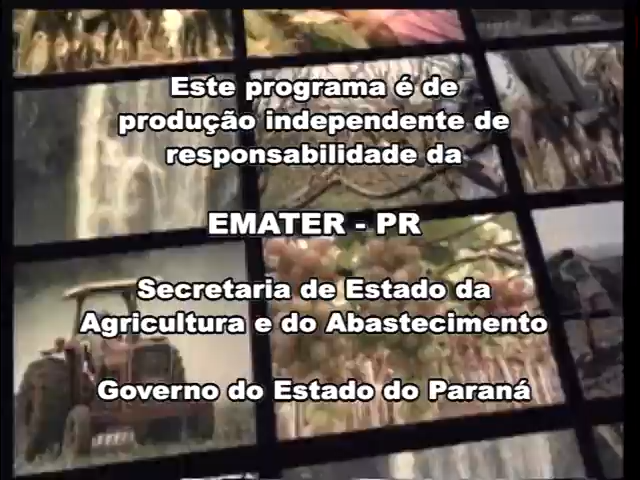 Este programa é de
produção independente de
responsabilidade da
EMATER - PR
Secretaria de Estado da
Agricultura e do Abastecimento
Governo do Estado do Paraná